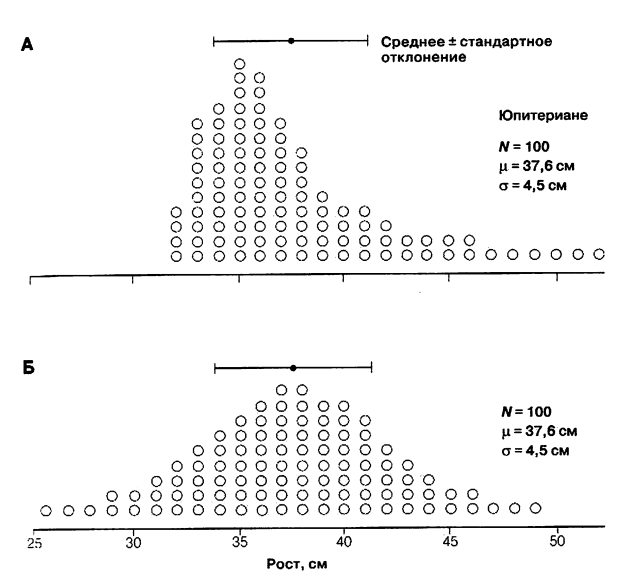 А
Среднее ± стандартное
отклонение
Юпитериане
N = 100
μ = 37,6 см
σ = 4,5 см
Б
N = 100
μ = 37,6 см
σ = 4,5 см
25 30 35 40 45 50
Рост, см